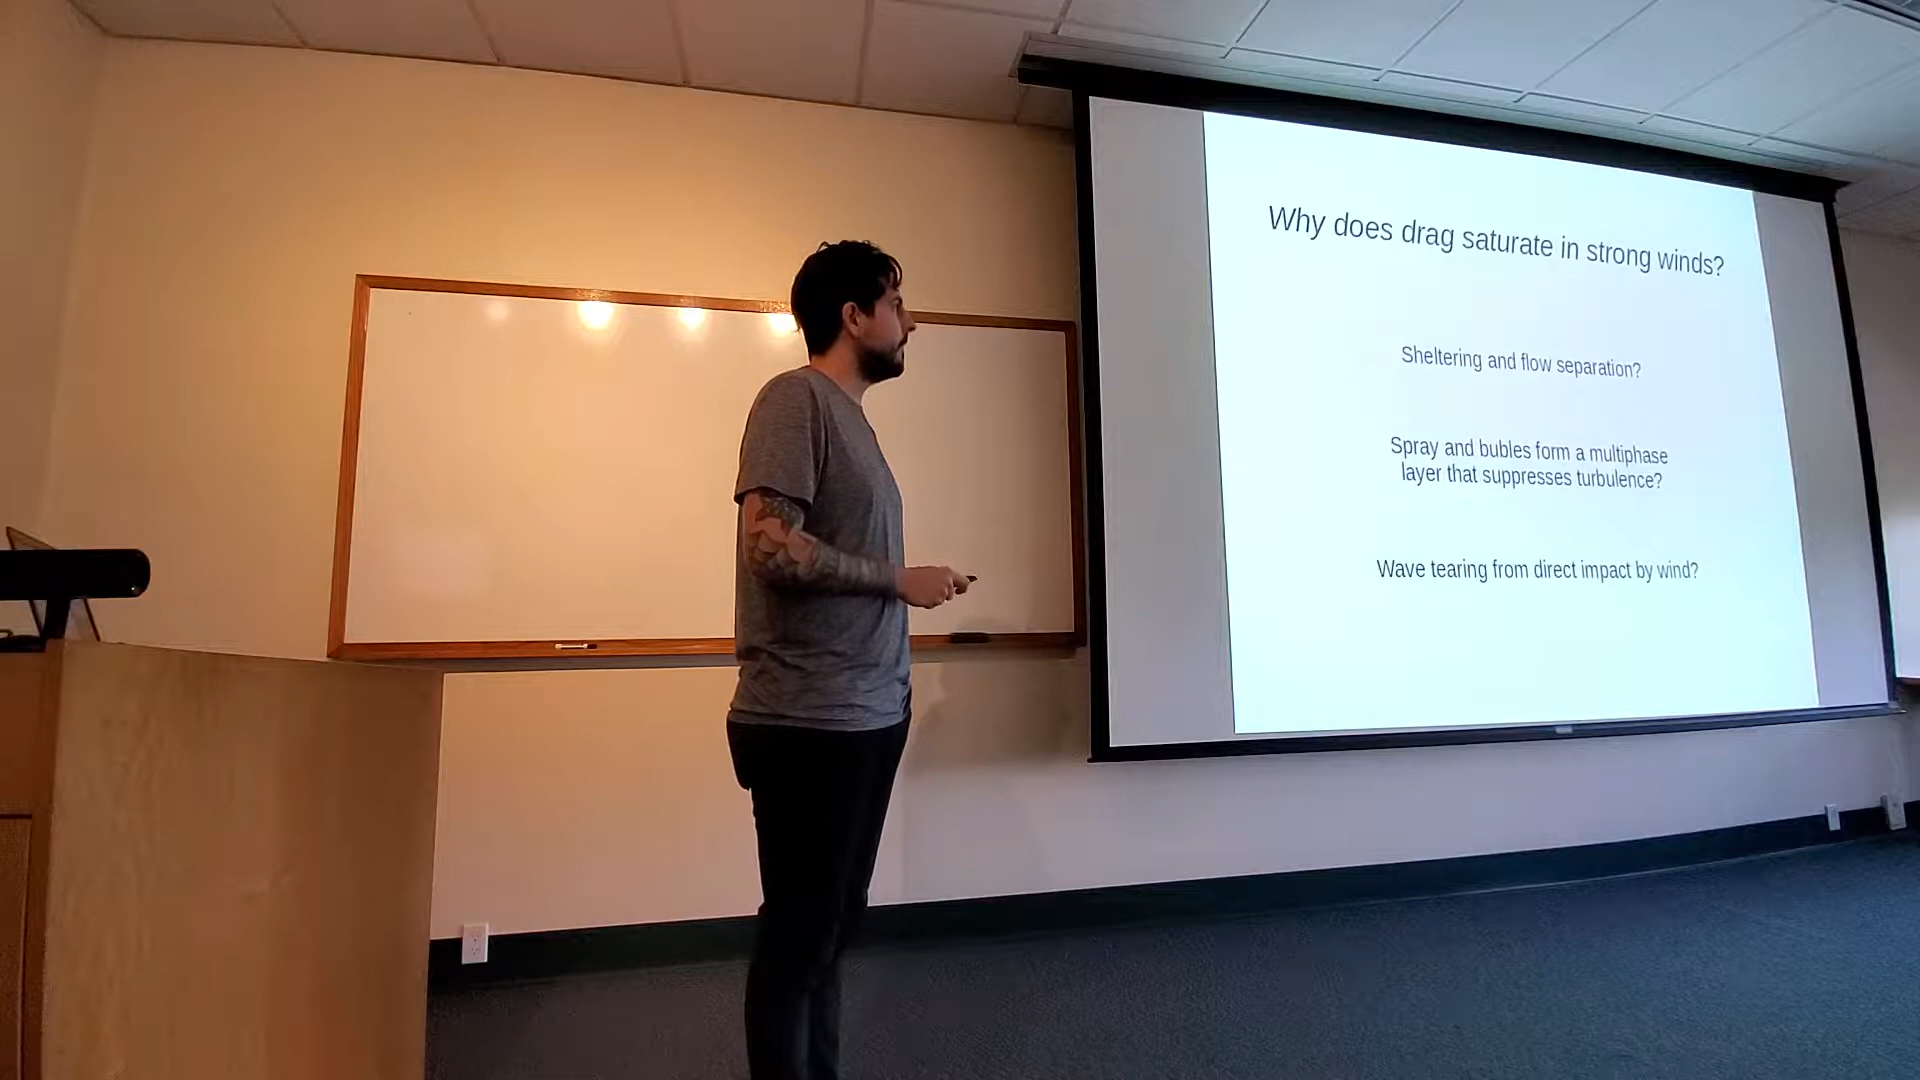 Why does drag saturate in strong winds?
Sheltering and flow separation?
Spray and bubles form a multiphase
layer that suppresses turbulence?
Wave tearing from direct impact by wind?